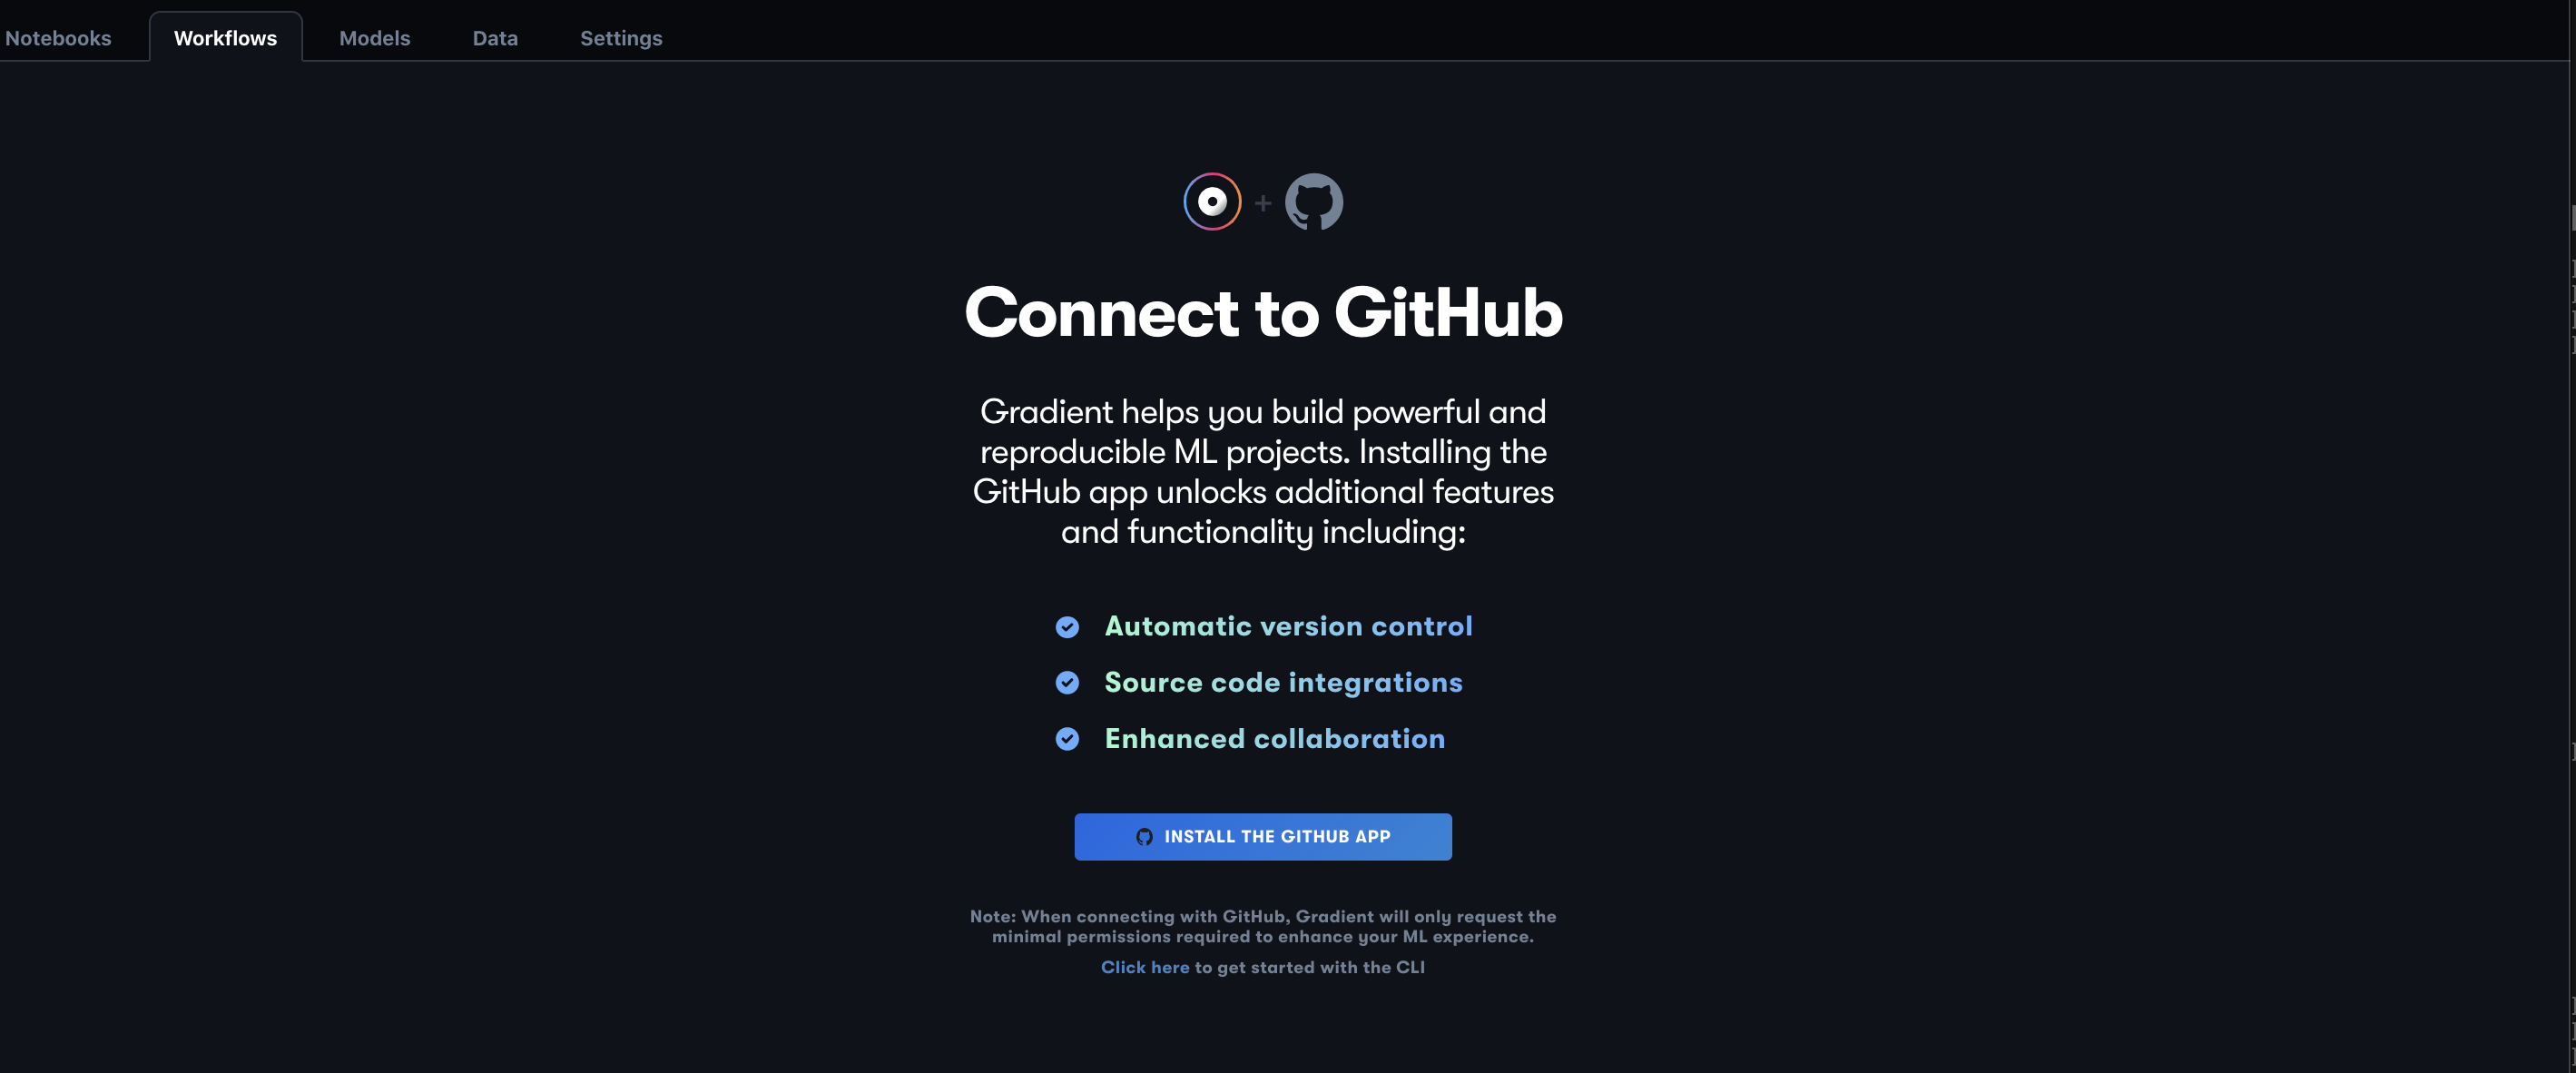 Notebooks
Workflows
Models
Data
Settings
Connect to GitHub
Gradient helps you build powerful and
reproducible ML projects. Installing the
GitHub app unlocks additional features
and functionality including:
Automatic version control
Source code integrations
Enhanced collaboration
INSTALL THE GITHUB APP
Note: When connecting with GitHub, Gradient will only request the
minimal permissions required to enhance your ML experience.
Click here to get started with the CLI